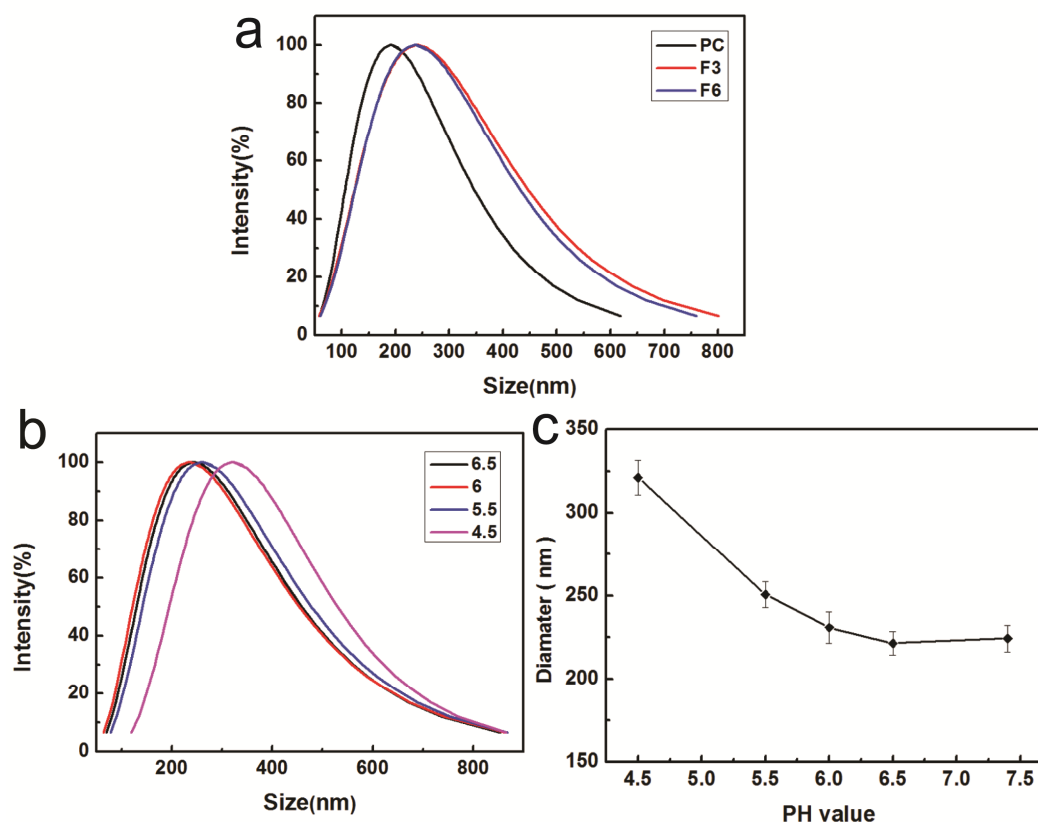 a
PC
F3
F6
Intensity(%)
100
80
60
40
20
0
100 200 300 400 500 600 700 800
Size(nm)
b
6.5
6
5.5
4.5
Intensity(%)
100
80
60
40
20
0
200 400 600 800
Size(nm)
c
Diamater ( nm)
350
300
250
200
150
4.5 5.0 5.5 6.0 6.5 7.0 7.5
PH value